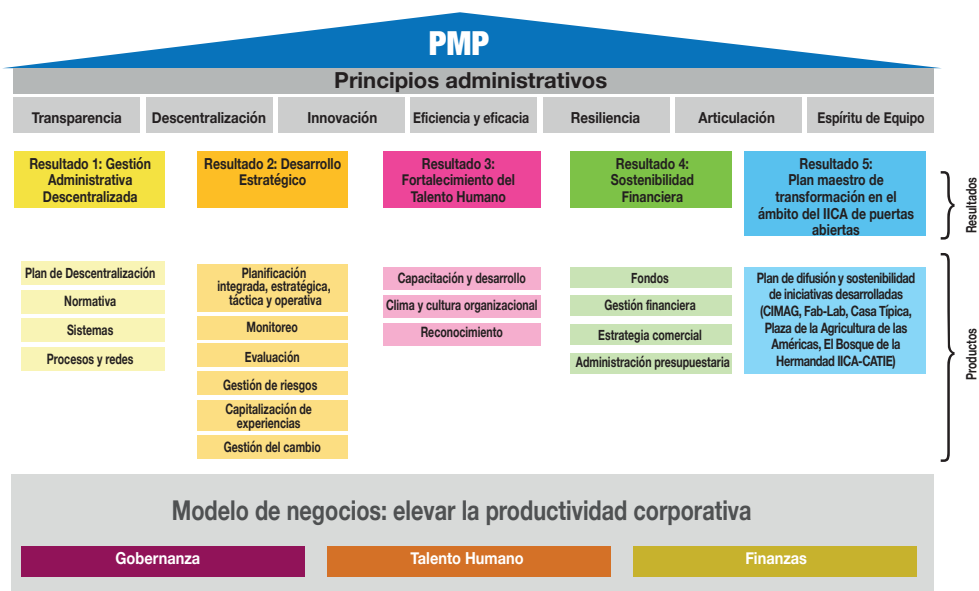 PMP
Principios administrativos
Transparencia
Descentralización
Innovación
Eficiencia y eficacia
Resiliencia
Articulación
Espíritu de Equipo
Resultado 1: Gestión
Administrativa
Descentralizada
Resultado 2: Desarrollo
Estratégico
Resultado 3:
Fortalecimiento del
Talento Humano
Resultado 4:
Sostenibilidad
Financiera
Resultado 5:
Plan maestro de
transformación en el
ámbito del IICA de puertas
abiertas
Resultados
Plan de Descentralización
Normativa
Sistemas
Procesos y redes
Planificación
integrada, estratégica,
táctica y operativa
Monitoreo
Evaluación
Gestión de riesgos
Capitalización de
experiencias
Gestión del cambio
Capacitación y desarrollo
Clima y cultura organizacional
Reconocimiento
Fondos
Gestión financiera
Estrategia comercial
Administración presupuestaria
Plan de difusión y sostenibilidad
de iniciativas desarrolladas
(CIMAG, Fab-Lab, Casa Típica,
Plaza de la Agricultura de las
Américas, El Bosque de la
Hermandad IICA-CATIE)
Productos
Modelo de negocios: elevar la productividad corporativa
Gobernanza
Talento Humano
Finanzas